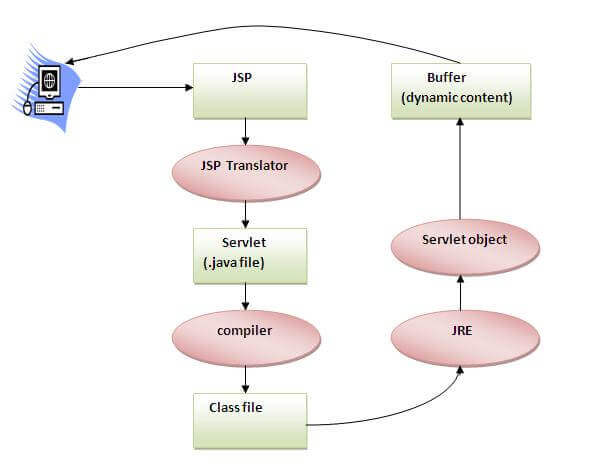 JSP
Buffer
(dynamic content)
JSP Translator
Servlet
(.java file)
Servlet object
compiler
JRE
Class file